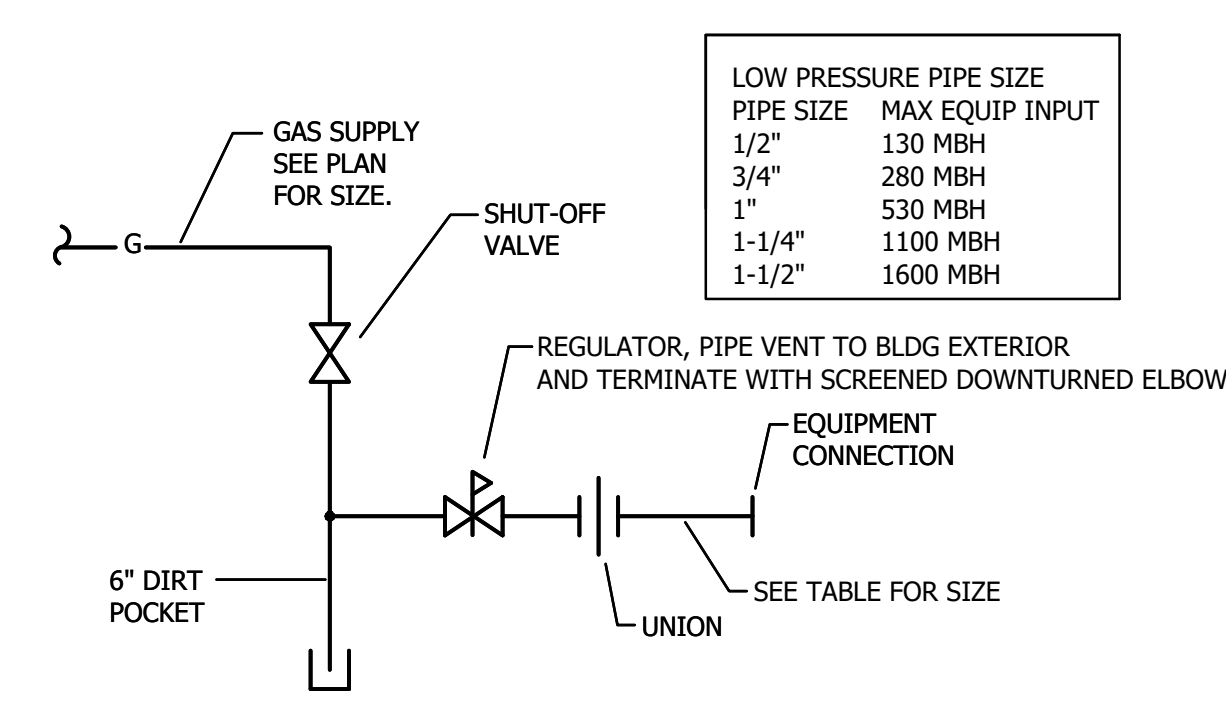 LOW PRESSURE PIPE SIZE
PIPE SIZE MAX EQUIP INPUT
1/2" 130 MBH
3/4" 280 MBH
1" 530 MBH
1-1/4" 1100 MBH
1-1/2" 1600 MBH
GAS SUPPLY
SEE PLAN
FOR SIZE.
G
SHUT-OFF
VALVE
REGULATOR, PIPE VENT TO BLDG EXTERIOR
AND TERMINATE WITH SCREENED DOWNTURNED ELBOW
EQUIPMENT
CONNECTION
6" DIRT
POCKET
SEE TABLE FOR SIZE
UNION